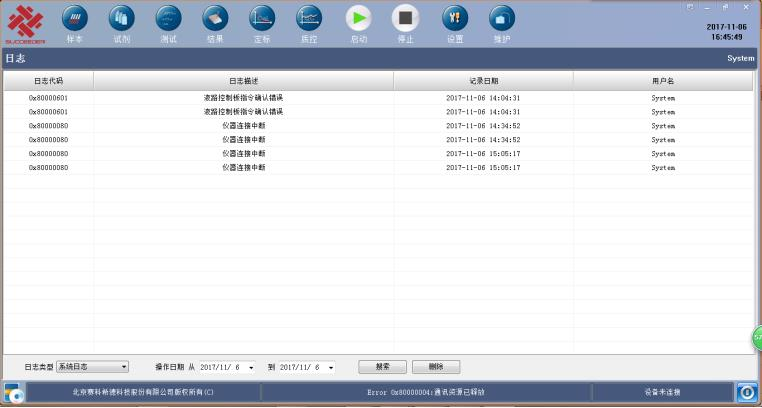 2017-11-06
16:45:49
SUCCEEDER
样本 试剂 测试 结果 定标 质控 启动 停止 设置 维护
日志 System
日志代码 日志描述 记录日期 用户名
0x80000601 液路控制板指令确认错误 2017-11-06 14:04:31 System
0x80000601 液路控制板指令确认错误 2017-11-06 14:04:31 System
0x80000080 仪器连接中断 2017-11-06 14:34:52 System
0x80000080 仪器连接中断 2017-11-06 14:34:52 System
0x80000080 仪器连接中断 2017-11-06 15:05:17 System
0x80000080 仪器连接中断 2017-11-06 15:05:17 System
日志类型 系统日志 操作日期 从 2017/11/ 6 到 2017/11/ 6 搜索 删除
北京赛科希德科技股份有限公司版权所有(C) Error 0x80000004:通讯资源已释放 设备未连接